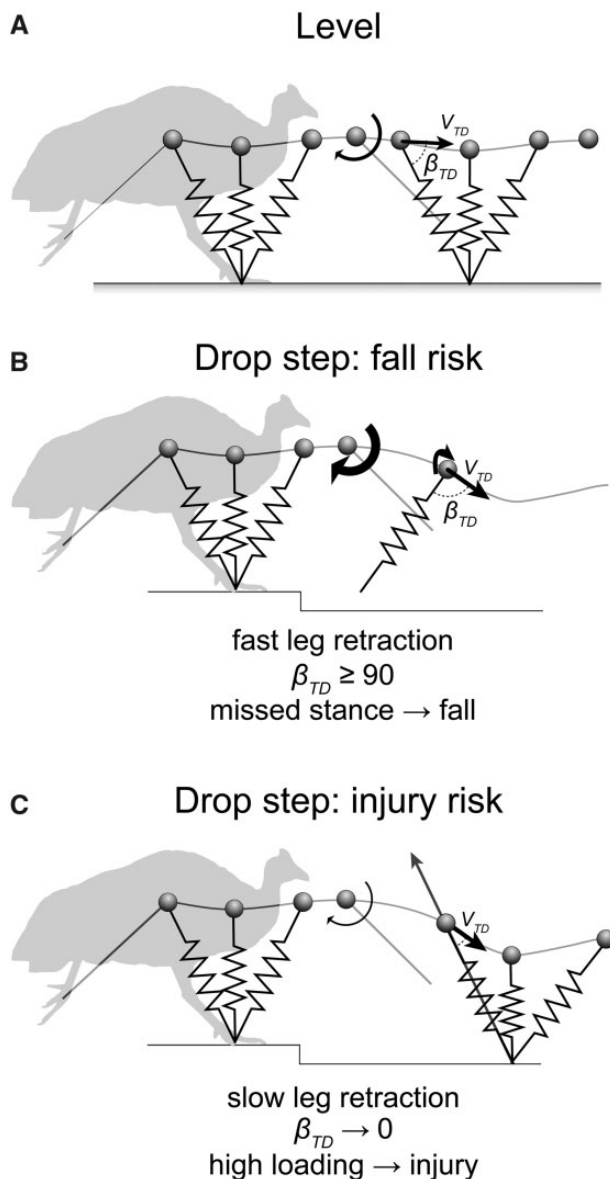 A
Level
V_TD
β_TD
B
Drop step: fall risk
V_TD
β_TD
fast leg retraction
β_TD ≥ 90
missed stance → fall
C
Drop step: injury risk
V_TD
slow leg retraction
β_TD → 0
high loading → injury